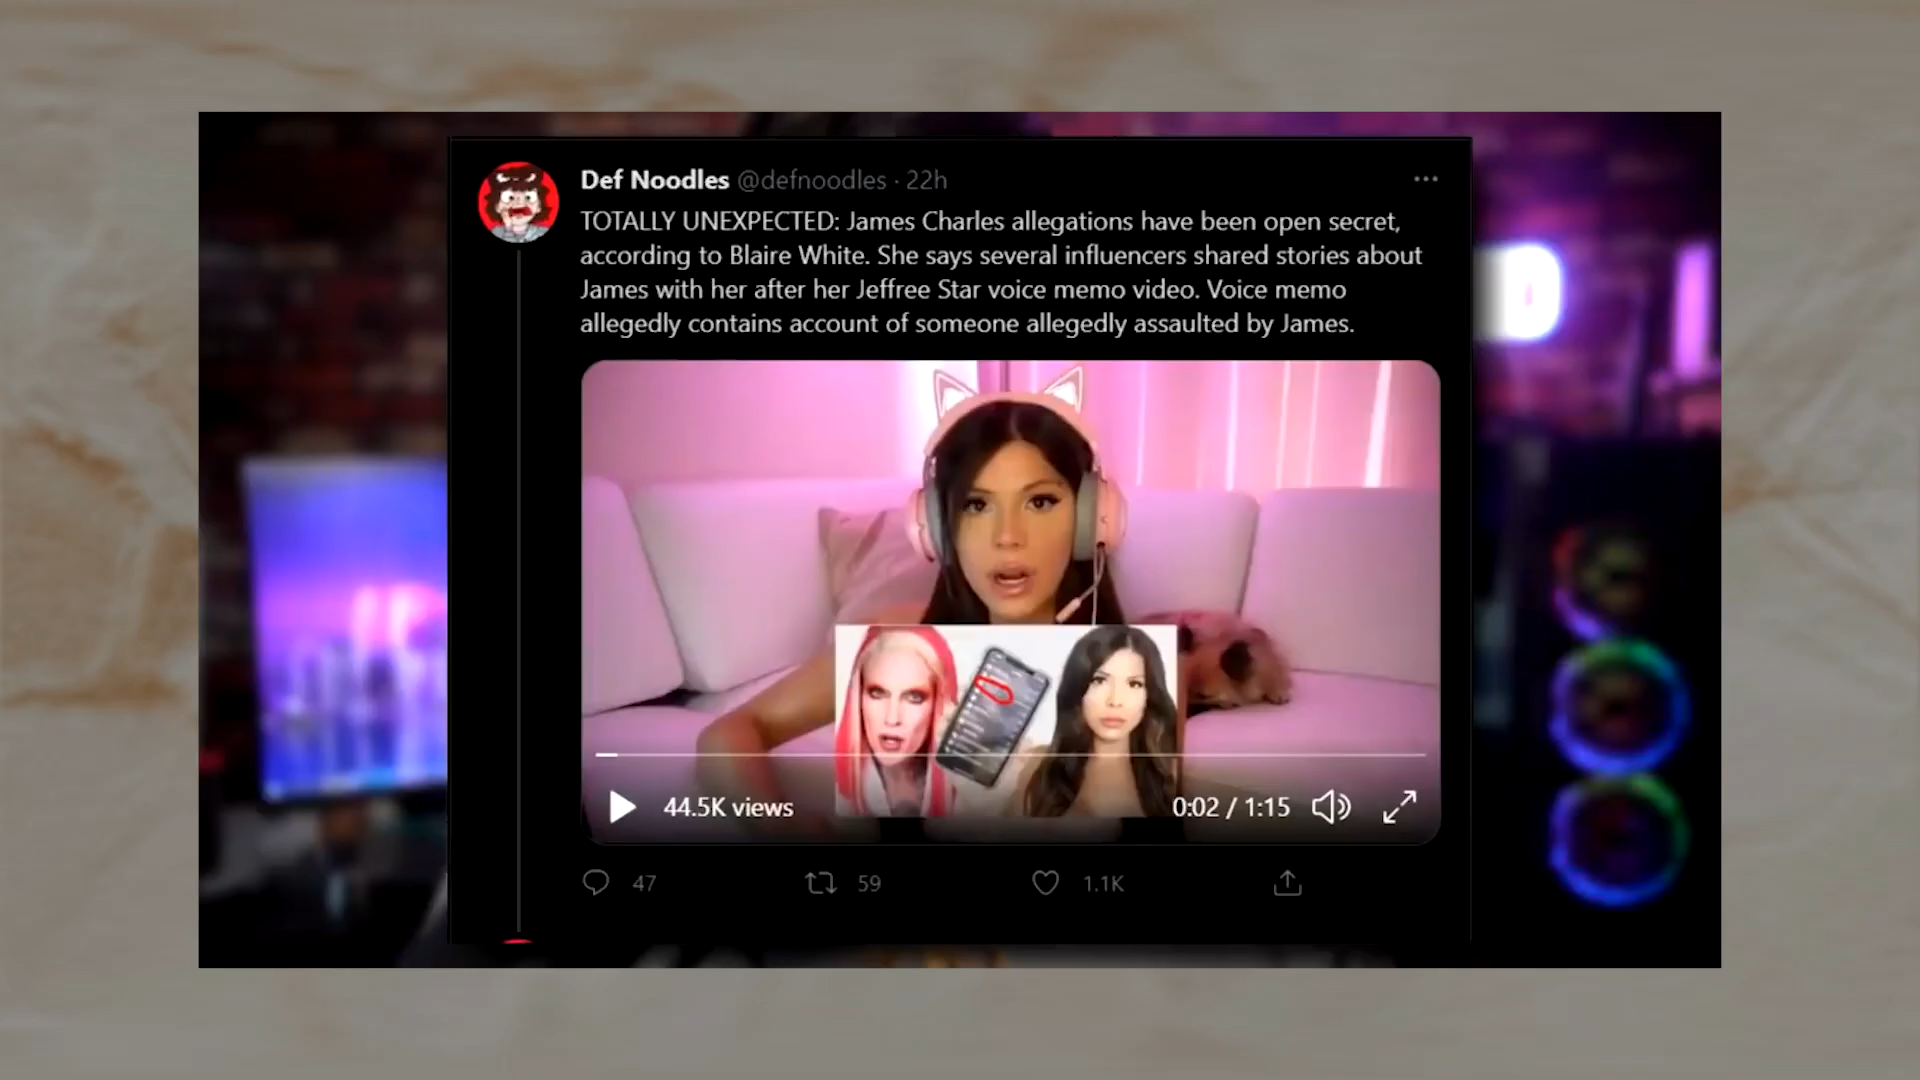 Def Noodles @defnoodles · 22h
TOTALLY UNEXPECTED: James Charles allegations have been open secret,
according to Blaire White. She says several influencers shared stories about
James with her after her Jeffree Star voice memo video. Voice memo
allegedly contains account of someone allegedly assaulted by James.
44.5K views
0:02 / 1:15
47
59
1.1K